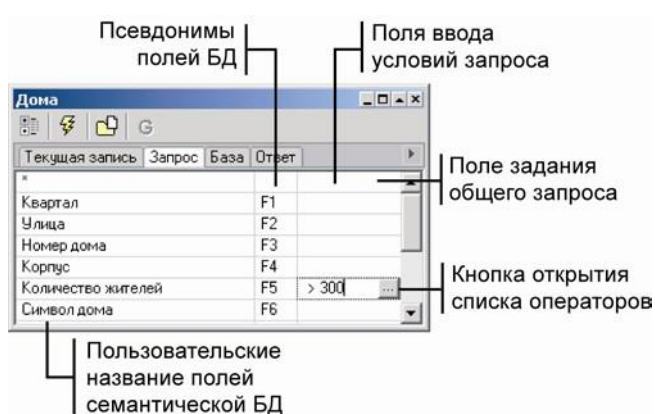 Псевдонимы
полей БД
Поля ввода
условий запроса
Дома
G
Текущая запись Запрос База Ответ
*
Поле задания
общего запроса
Квартал F1
Улица F2
Номер дома F3
Корпус F4
Количество жителей F5 > 300 ...
Символ дома F6
Кнопка открытия
списка операторов
Пользовательские
название полей
семантической БД